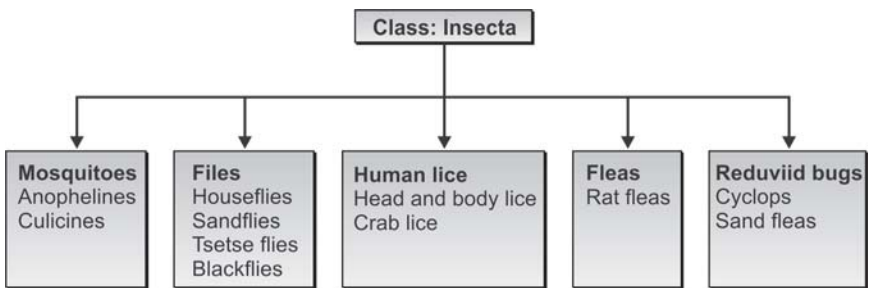 Class: Insecta
Mosquitoes
Anophelines
Culicines
Files
Houseflies
Sandflies
Tsetse flies
Blackflies
Human lice
Head and body lice
Crab lice
Fleas
Rat fleas
Reduviid bugs
Cyclops
Sand fleas